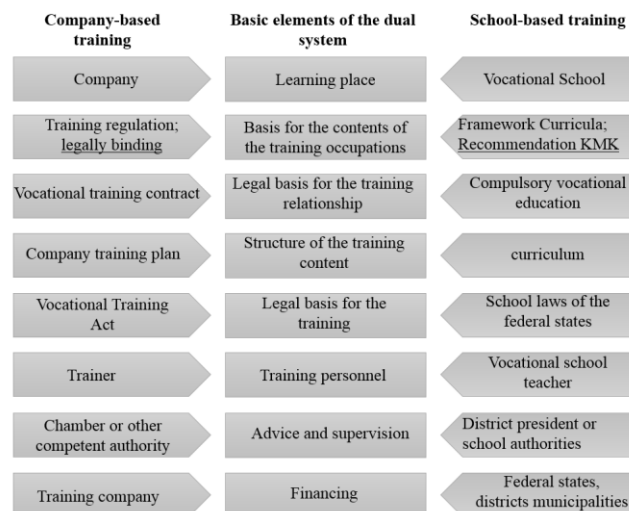 Company-based
training
Basic elements of the dual
system
School-based training
Company
Learning place
Vocational School
Training regulation;
legally binding
Basis for the contents of
the training occupations
Framework Curricula;
Recommendation KMK
Vocational training contract
Legal basis for the training
relationship
Compulsory vocational
education
Company training plan
Structure of the training
content
curriculum
Vocational Training
Act
Legal basis for the
training
School laws of the
federal states
Trainer
Training personnel
Vocational school
teacher
Chamber or other
competent authority
Advice and supervision
District president or
school authorities
Training company
Financing
Federal states,
districts municipalities